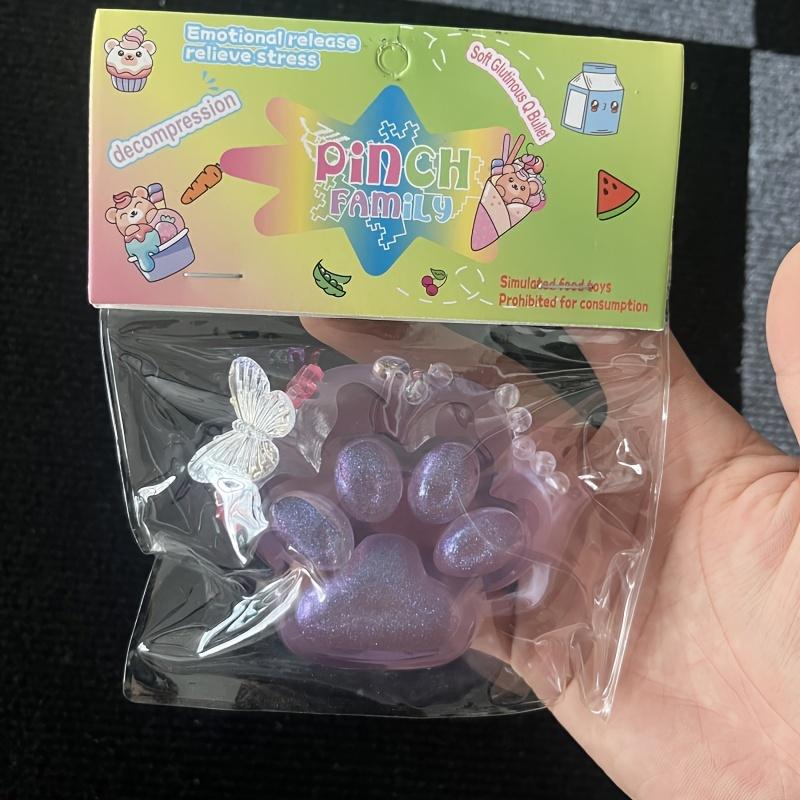 Emotional release
relieve stress
Soft Glutinous Q Bullet
decompression
PiNCH
FAMiLY
Simulated food toys
Prohibited for consumption